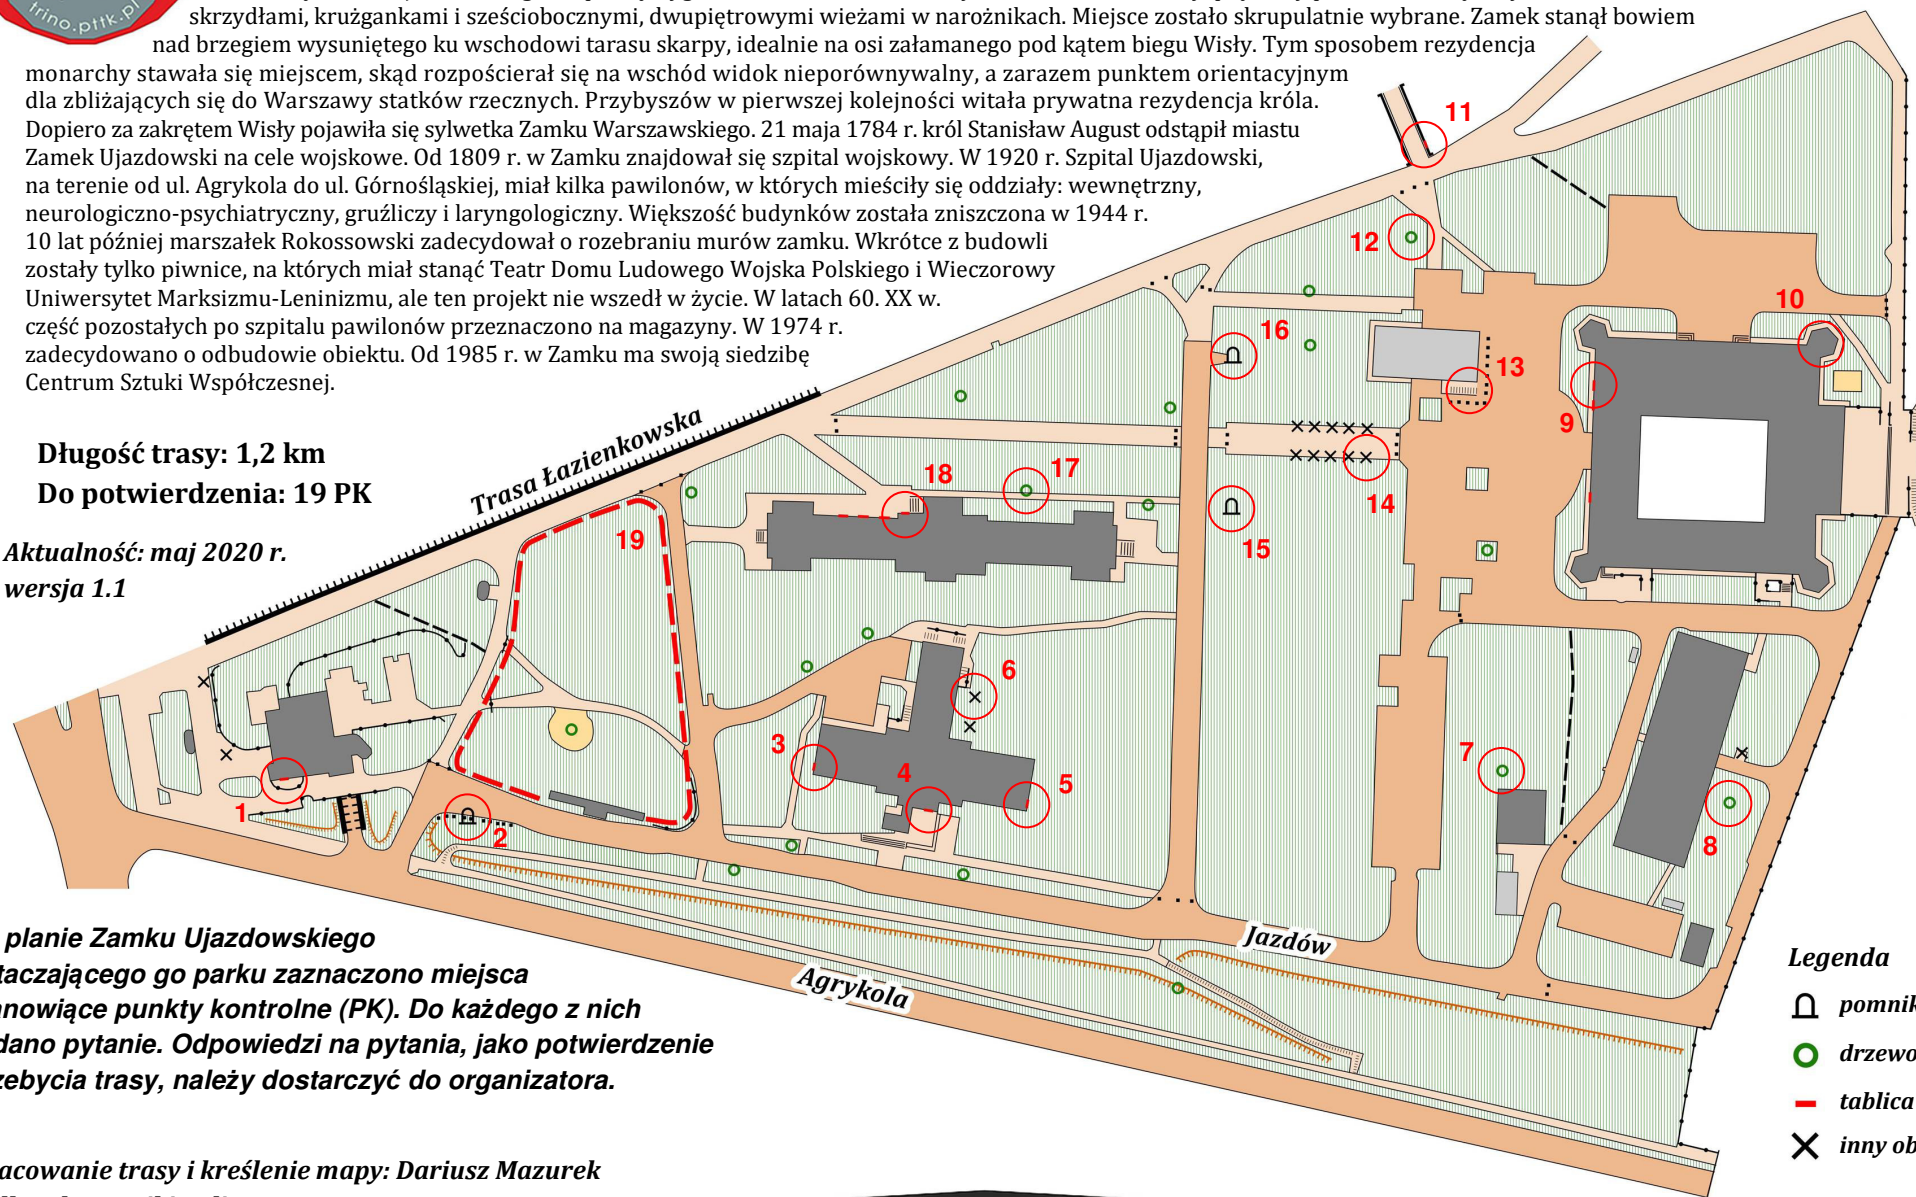 trino.pttk.pl
skrzydłami, krużgankami i sześciobocznymi, dwupiętrowymi wieżami w narożnikach. Miejsce zostało skrupulatnie wybrane. Zamek stanął bowiem
nad brzegiem wysuniętego ku wschodowi tarasu skarpy, idealnie na osi załamanego pod kątem biegu Wisły. Tym sposobem rezydencja
monarchy stawała się miejscem, skąd rozpościerał się na wschód widok nieporównywalny, a zarazem punktem orientacyjnym
dla zbliżających się do Warszawy statków rzecznych. Przybyszów w pierwszej kolejności witała prywatna rezydencja króla.
Dopiero za zakrętem Wisły pojawiła się sylwetka Zamku Warszawskiego. 21 maja 1784 r. król Stanisław August odstąpił miastu
Zamek Ujazdowski na cele wojskowe. Od 1809 r. w Zamku znajdował się szpital wojskowy. W 1920 r. Szpital Ujazdowski,
na terenie od ul. Agrykola do ul. Górnośląskiej, miał kilka pawilonów, w których mieściły się oddziały: wewnętrzny,
neurologiczno-psychiatryczny, gruźliczy i laryngologiczny. Większość budynków została zniszczona w 1944 r.
10 lat później marszałek Rokossowski zadecydował o rozebraniu murów zamku. Wkrótce z budowli
zostały tylko piwnice, na których miał stanąć Teatr Domu Ludowego Wojska Polskiego i Wieczorowy
Uniwersytet Marksizmu-Leninizmu, ale ten projekt nie wszedł w życie. W latach 60. XX w.
część pozostałych po szpitalu pawilonów przeznaczono na magazyny. W 1974 r.
zadecydowano o odbudowie obiektu. Od 1985 r. w Zamku ma swoją siedzibę
Centrum Sztuki Współczesnej.
Długość trasy: 1,2 km
Do potwierdzenia: 19 PK
Aktualność: maj 2020 r.
wersja 1.1
Trasa Łazienkowska
11
12
10
16
13
9
14
15
17
18
19
6
3
4
5
7
8
1
2
Jazdów
Agrykola
planie Zamku Ujazdowskiego
taczającego go parku zaznaczono miejsca
anowiące punkty kontrolne (PK). Do każdego z nich
dano pytanie. Odpowiedzi na pytania, jako potwierdzenie
zebycia trasy, należy dostarczyć do organizatora.
acowanie trasy i kreślenie mapy: Dariusz Mazurek
Legenda
pomnik
drzewo
tablica
inny ob